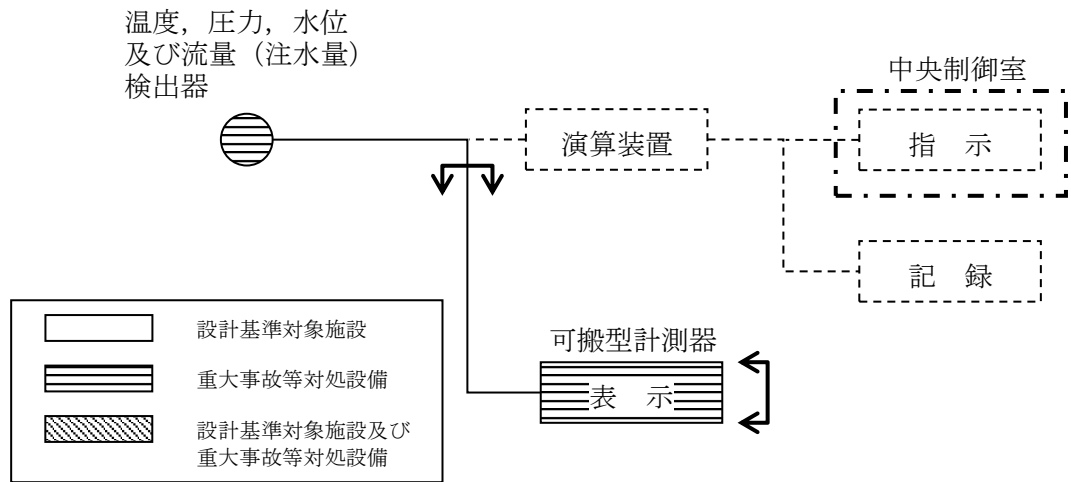 温度，圧力，水位
及び流量（注水量）
検出器
中央制御室
演算装置
指　示
記　録
可搬型計測器
表　示
設計基準対象施設
重大事故等対処設備
設計基準対象施設及び
重大事故等対処設備